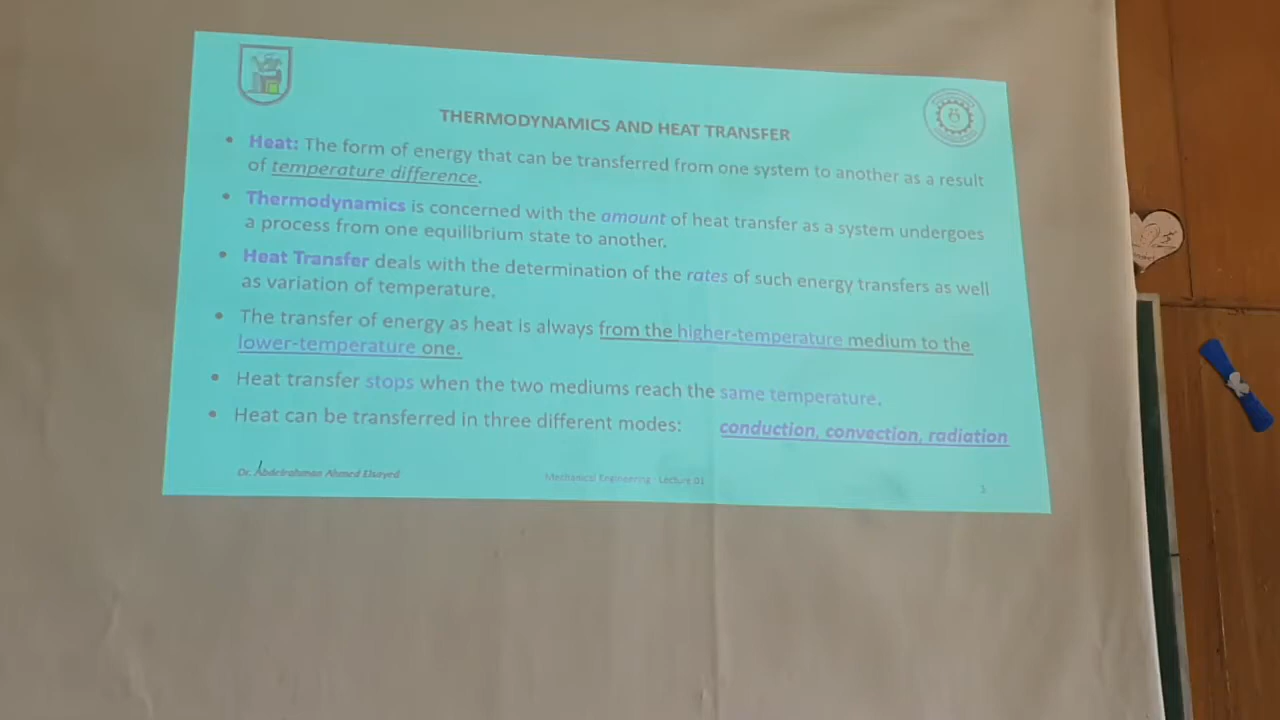 THERMODYNAMICS AND HEAT TRANSFER
• Heat: The form of energy that can be transferred from one system to another as a result
of temperature difference.
• Thermodynamics is concerned with the amount of heat transfer as a system undergoes
a process from one equilibrium state to another.
• Heat Transfer deals with the determination of the rates of such energy transfers as well
as variation of temperature.
• The transfer of energy as heat is always from the higher-temperature medium to the
lower-temperature one.
• Heat transfer stops when the two mediums reach the same temperature.
• Heat can be transferred in three different modes: conduction, convection, radiation
Dr. Abdelrahman Ahmed Elsayed
Mechanical Engineering - Lecture 01
3